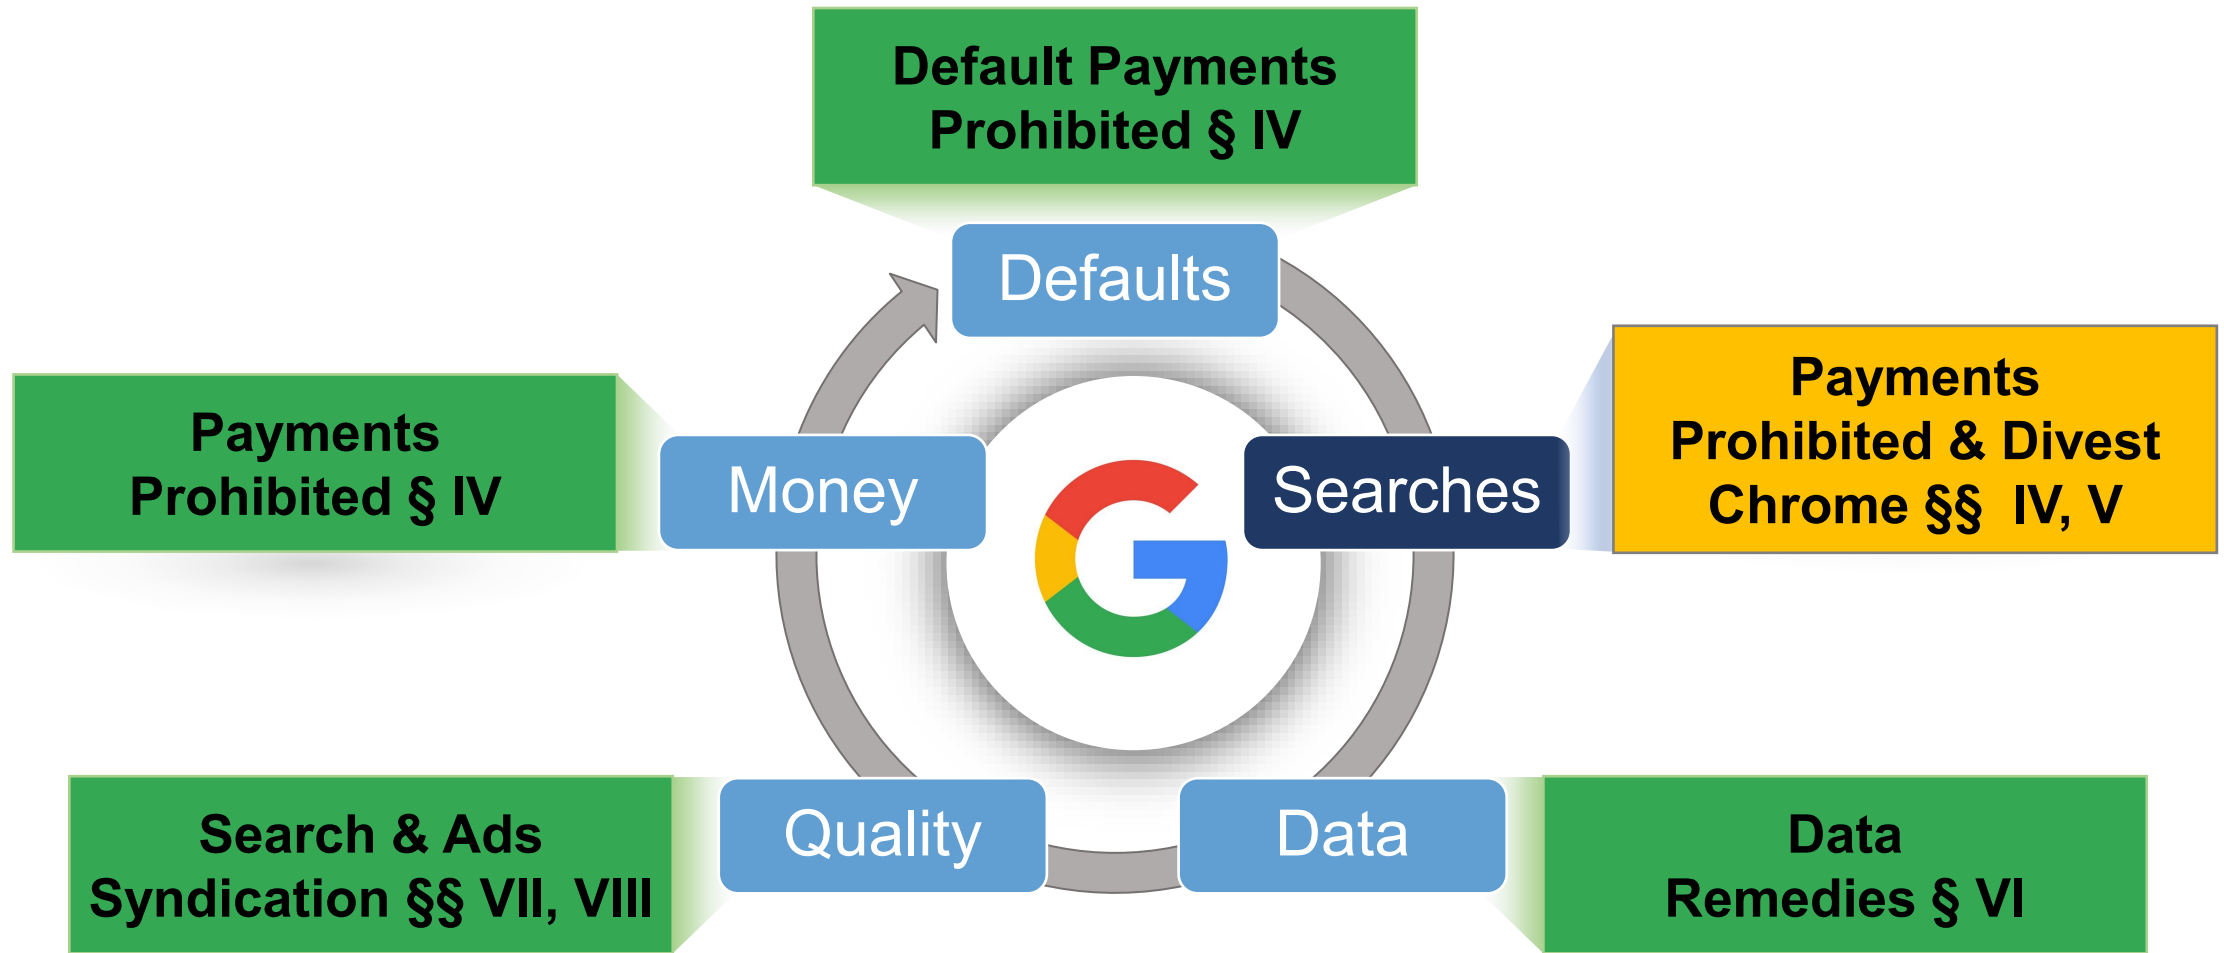 Default Payments
Prohibited § IV
Defaults
Payments
Prohibited § IV
Money
Searches
Payments
Prohibited & Divest
Chrome §§ IV, V
Search & Ads
Syndication §§ VII, VIII
Quality
Data
Data
Remedies § VI